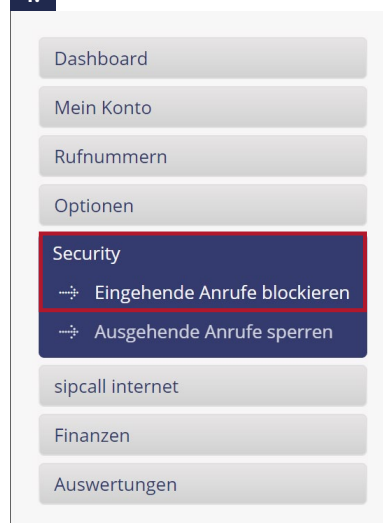 Dashboard
Mein Konto
Rufnummern
Optionen
Security
Eingehende Anrufe blockieren
Ausgehende Anrufe sperren
sipcall internet
Finanzen
Auswertungen